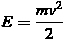 E = mv²/2